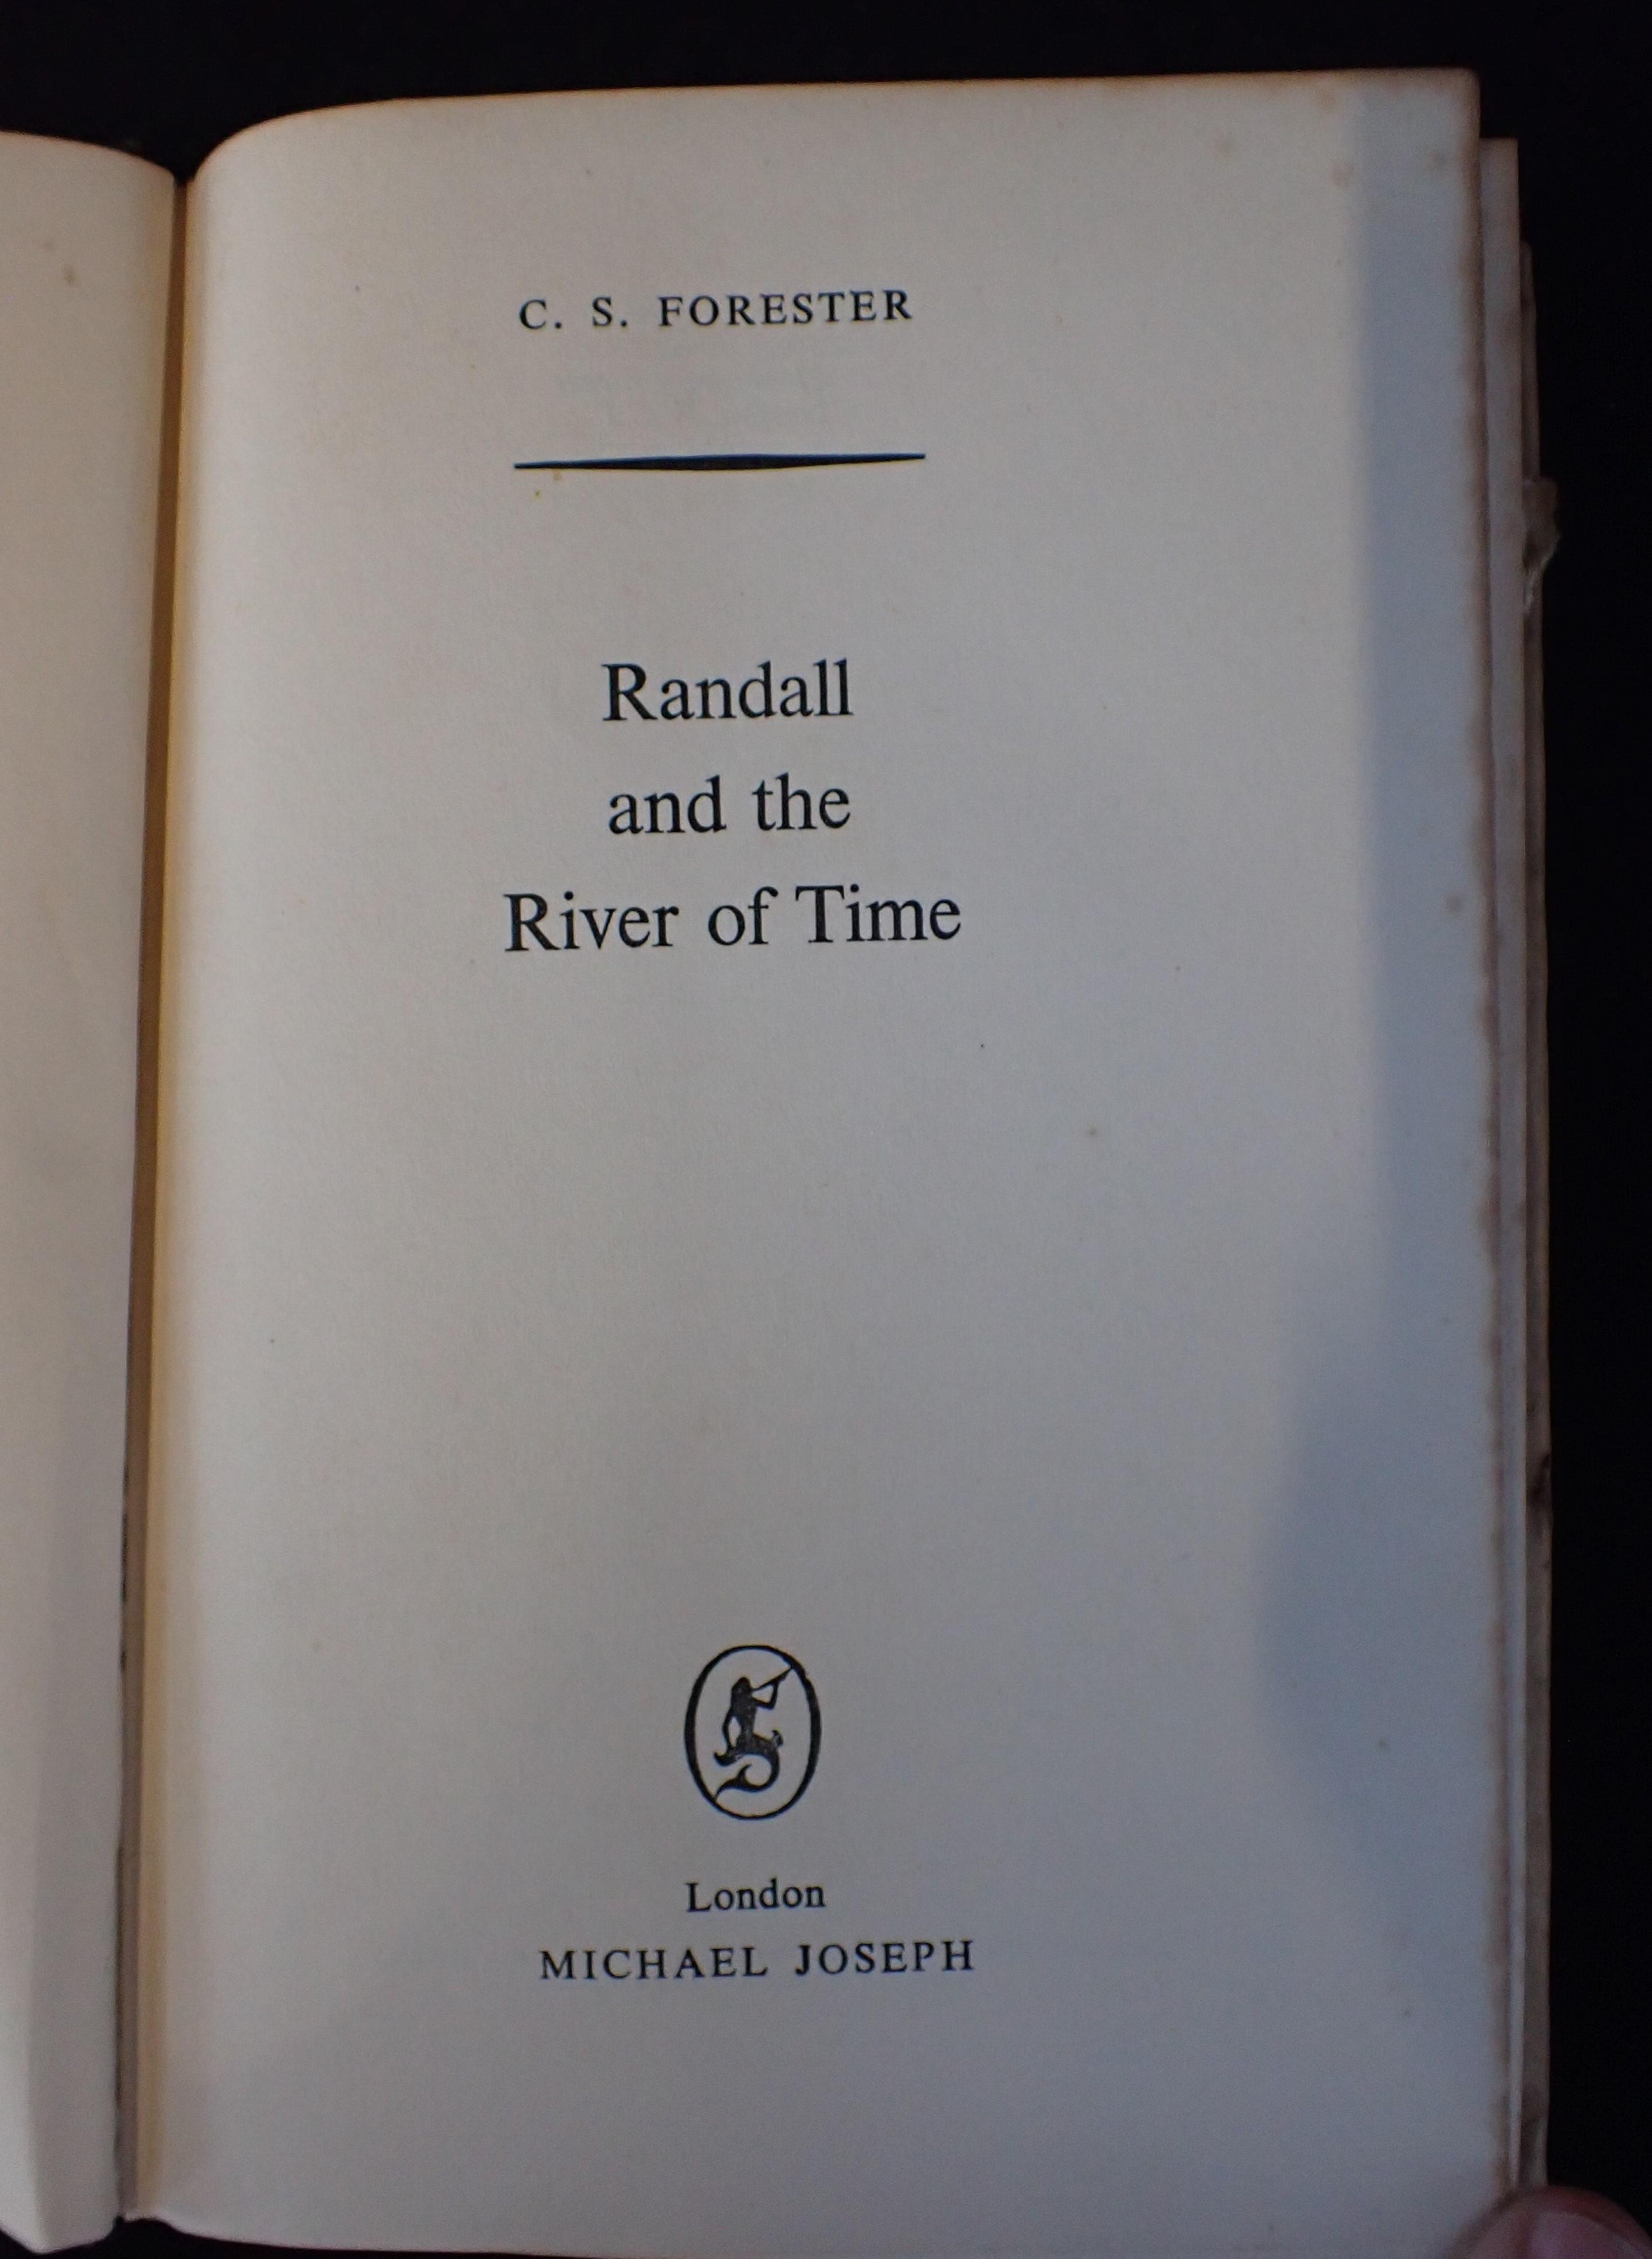 C. S. FORESTER
Randall
and the
River of Time
London
MICHAEL JOSEPH